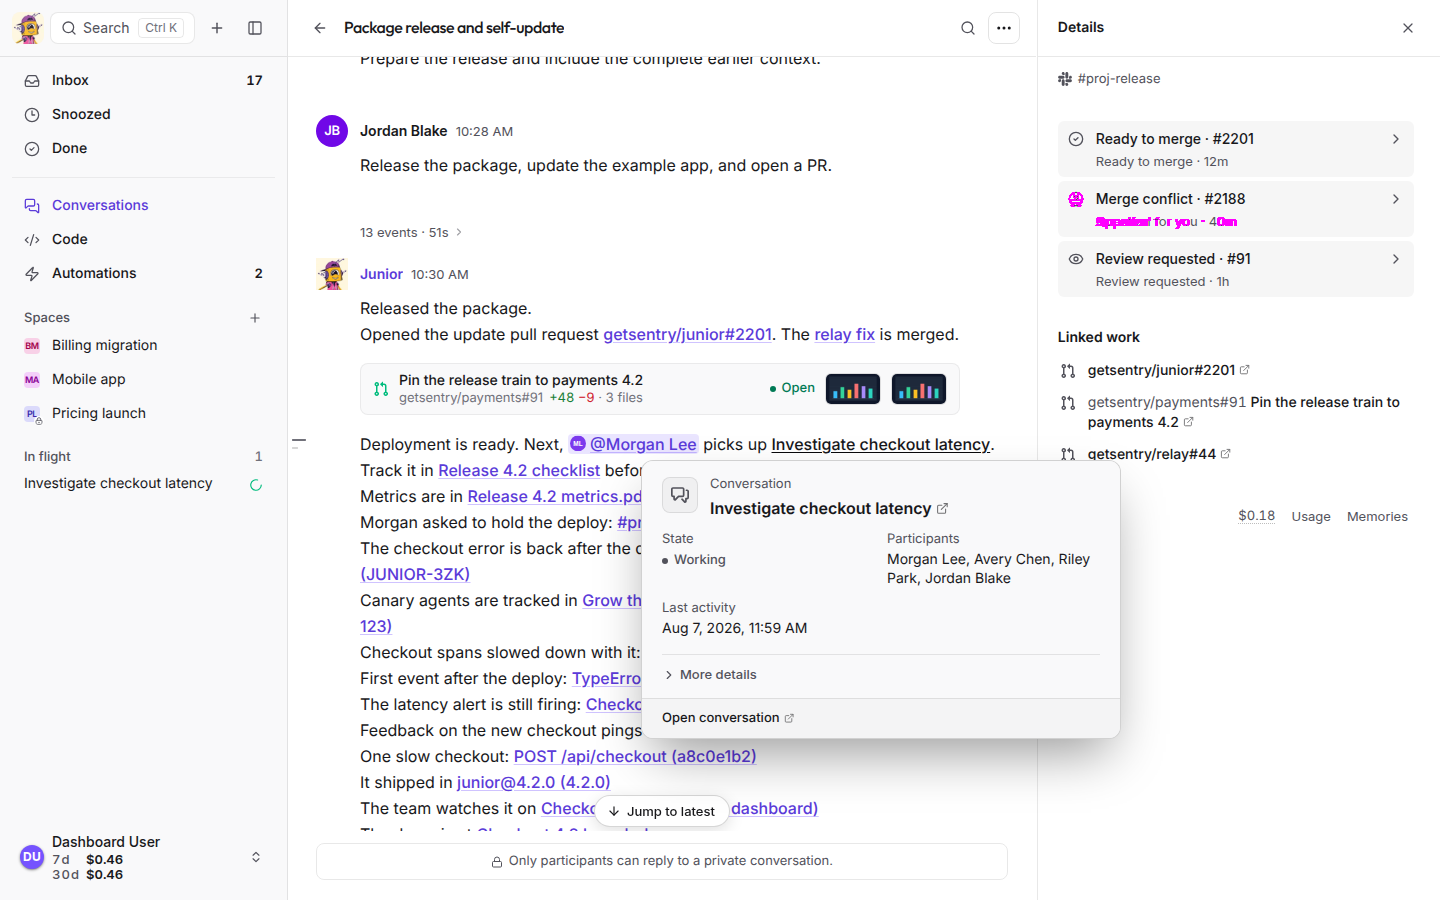 Search Ctrl K
Inbox 17
Snoozed
Done
Conversations
Code
Automations 2
Spaces
BM Billing migration
MA Mobile app
PL Pricing launch
In flight 1
Investigate checkout latency
DU Dashboard User
7d $0.46
30d $0.46
Package release and self-update
Prepare the release and include the complete earlier context.
JB Jordan Blake 10:28 AM
Release the package, update the example app, and open a PR.
13 events · 51s
Junior 10:30 AM
Released the package.
Opened the update pull request getsentry/junior#2201. The relay fix is merged.
Pin the release train to payments 4.2
getsentry/payments#91 +48 −9 · 3 files
Open
Deployment is ready. Next, ML @Morgan Lee picks up Investigate checkout latency.
Track it in Release 4.2 checklist
Metrics are in Release 4.2 metrics.pd
Morgan asked to hold the deploy: #pr
The checkout error is back after the
(JUNIOR-3ZK)
Canary agents are tracked in Grow th
123)
Checkout spans slowed down with it:
First event after the deploy: TypeErro
The latency alert is still firing: Checko
Feedback on the new checkout pings
One slow checkout: POST /api/checkout (a8c0e1b2)
It shipped in junior@4.2.0 (4.2.0)
The team watches it on Checko dashboard)
Jump to latest
Only participants can reply to a private conversation.
Conversation
Investigate checkout latency
State
Working
Participants
Morgan Lee, Avery Chen, Riley
Park, Jordan Blake
Last activity
Aug 7, 2026, 11:59 AM
More details
Open conversation
Details
#proj-release
Ready to merge · #2201
Ready to merge · 12m
Merge conflict · #2188
for you
Review requested · #91
Review requested · 1h
Linked work
getsentry/junior#2201
getsentry/payments#91 Pin the release train to
payments 4.2
getsentry/relay#44
$0.18 Usage Memories